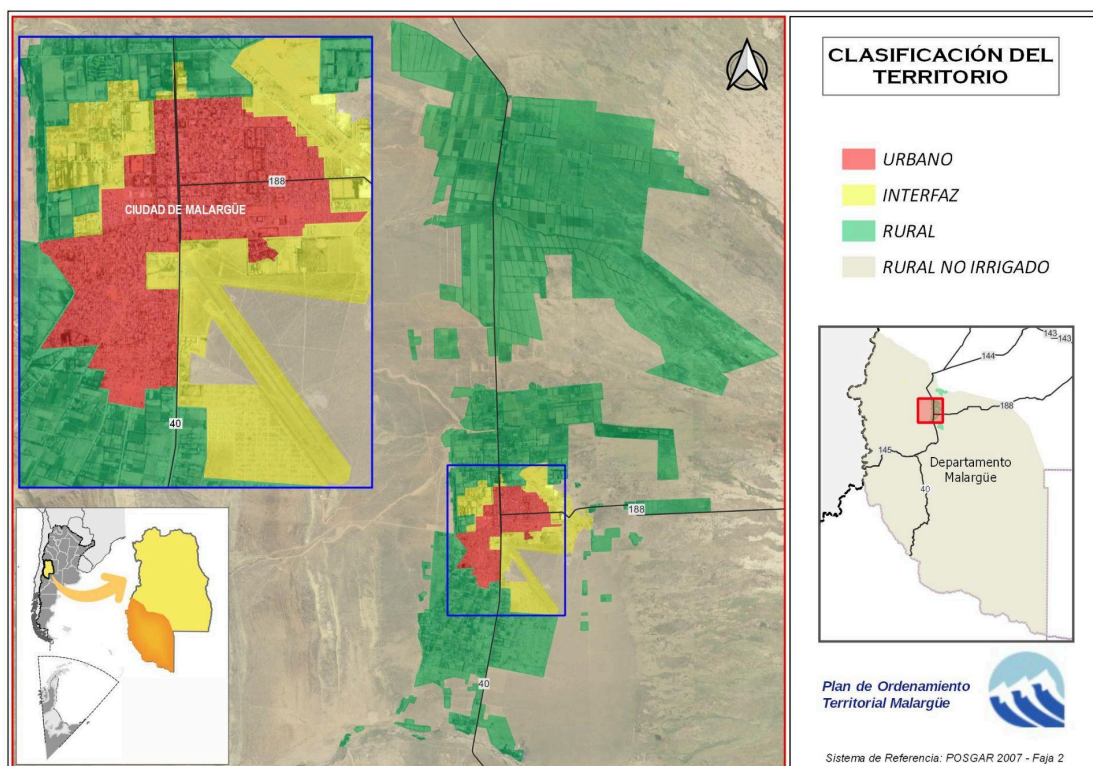 CLASIFICACIÓN DEL
TERRITORIO
URBANO
INTERFAZ
RURAL
RURAL NO IRRIGADO
188
CIUDAD DE MALARGÜE
40
188
40
143
143
144
188
145
Departamento
Malargüe
40
Plan de Ordenamiento
Territorial Malargüe
Sistema de Referencia: POSGAR 2007 - Faja 2